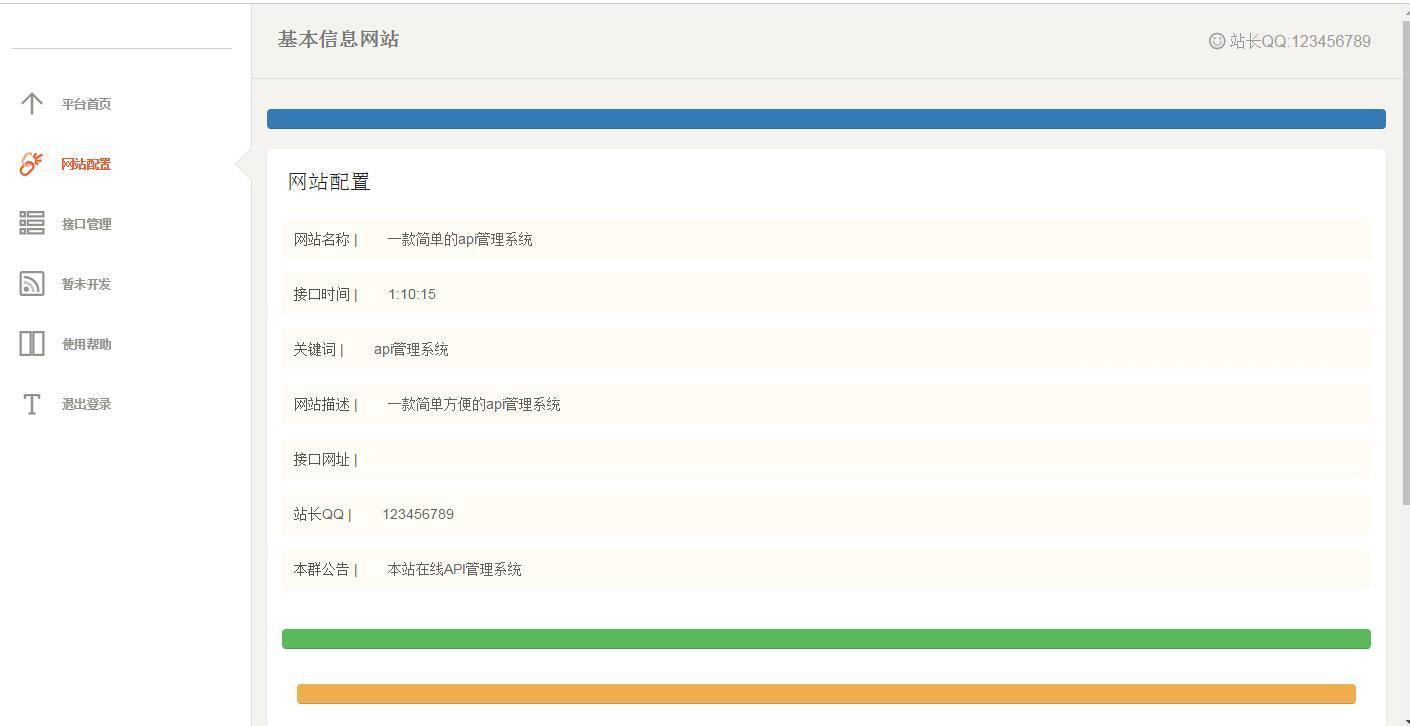 基本信息网站
站长QQ:123456789
平台首页
网站配置
接口管理
暂未开发
使用帮助
退出登录
网站配置
网站名称 | 一款简单的api管理系统
接口时间 | 1:10:15
关键词 | api管理系统
网站描述 | 一款简单方便的api管理系统
接口网址 |
站长QQ | 123456789
本群公告 | 本站在线API管理系统